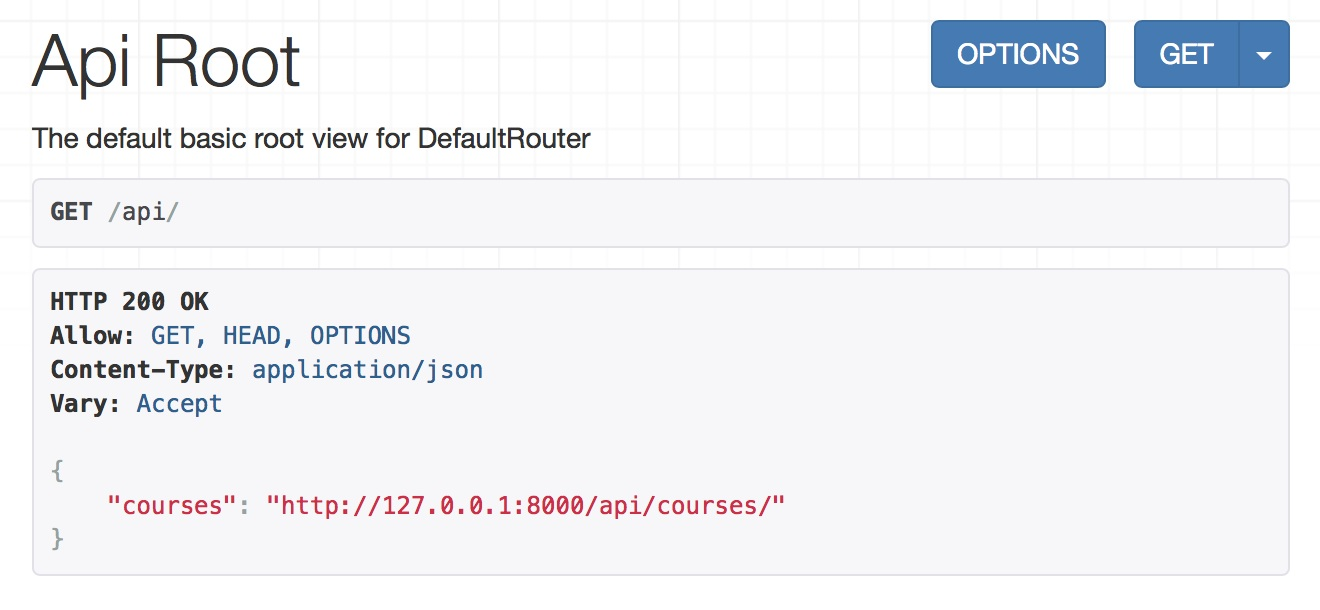 Api Root
OPTIONS
GET
The default basic root view for DefaultRouter
GET /api/
HTTP 200 OK
Allow: GET, HEAD, OPTIONS
Content-Type: application/json
Vary: Accept
{
    "courses": "http://127.0.0.1:8000/api/courses/"
}